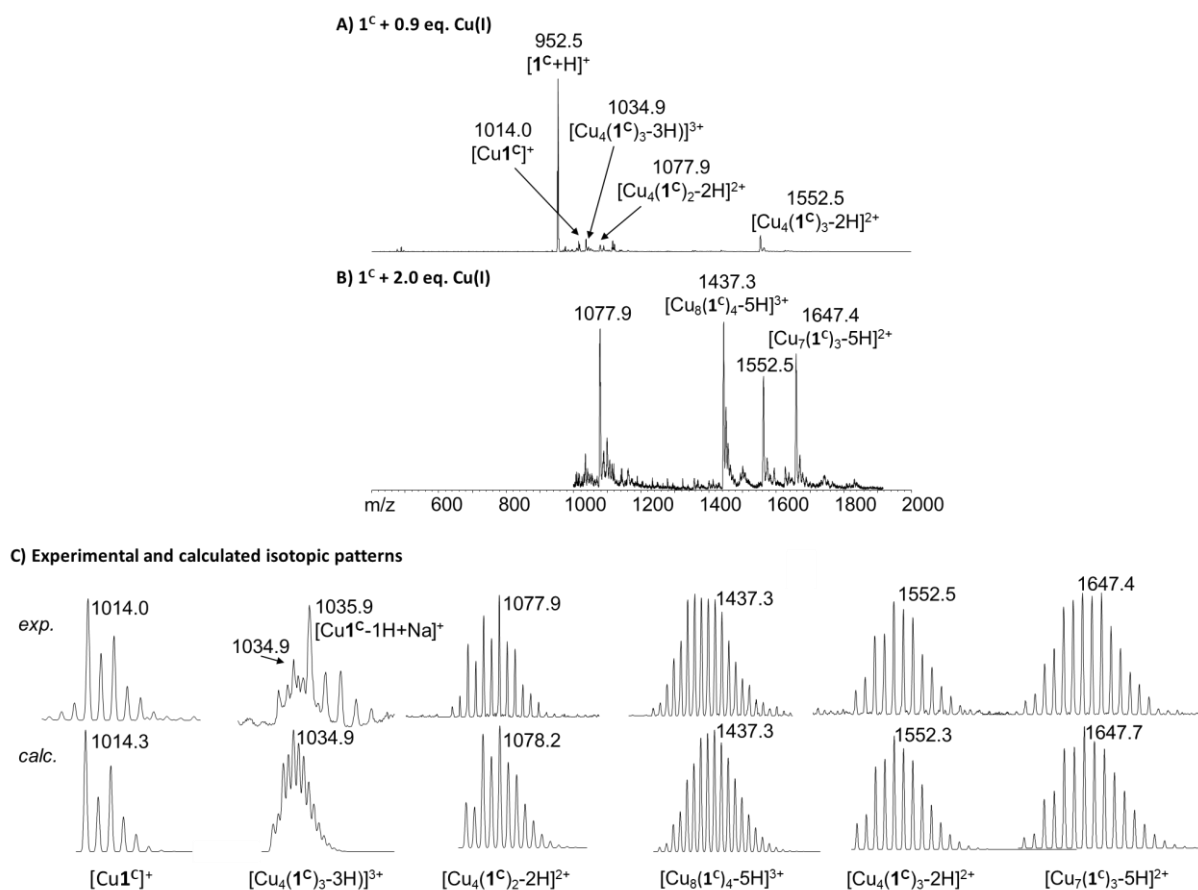 A) 1ᶜ + 0.9 eq. Cu(I)
952.5
[1ᶜ+H]⁺
1034.9
[Cu₄(1ᶜ)₃-3H)]³⁺
1014.0
[Cu1ᶜ]⁺
1077.9
[Cu₄(1ᶜ)₂-2H]²⁺
1552.5
[Cu₄(1ᶜ)₃-2H]²⁺
B) 1ᶜ + 2.0 eq. Cu(I)
1077.9
1437.3
[Cu₈(1ᶜ)₄-5H]³⁺
1647.4
[Cu₇(1ᶜ)₃-5H]²⁺
1552.5
m/z 600 800 1000 1200 1400 1600 1800 2000
C) Experimental and calculated isotopic patterns
exp. 1014.0 1034.9 1035.9 1077.9 1437.3 1552.5 1647.4
[Cu1ᶜ-1H+Na]⁺
calc. 1014.3 1034.9 1078.2 1437.3 1552.3 1647.7
[Cu1ᶜ]⁺ [Cu₄(1ᶜ)₃-3H)]³⁺ [Cu₄(1ᶜ)₂-2H]²⁺ [Cu₈(1ᶜ)₄-5H]³⁺ [Cu₄(1ᶜ)₃-2H]²⁺ [Cu₇(1ᶜ)₃-5H]²⁺